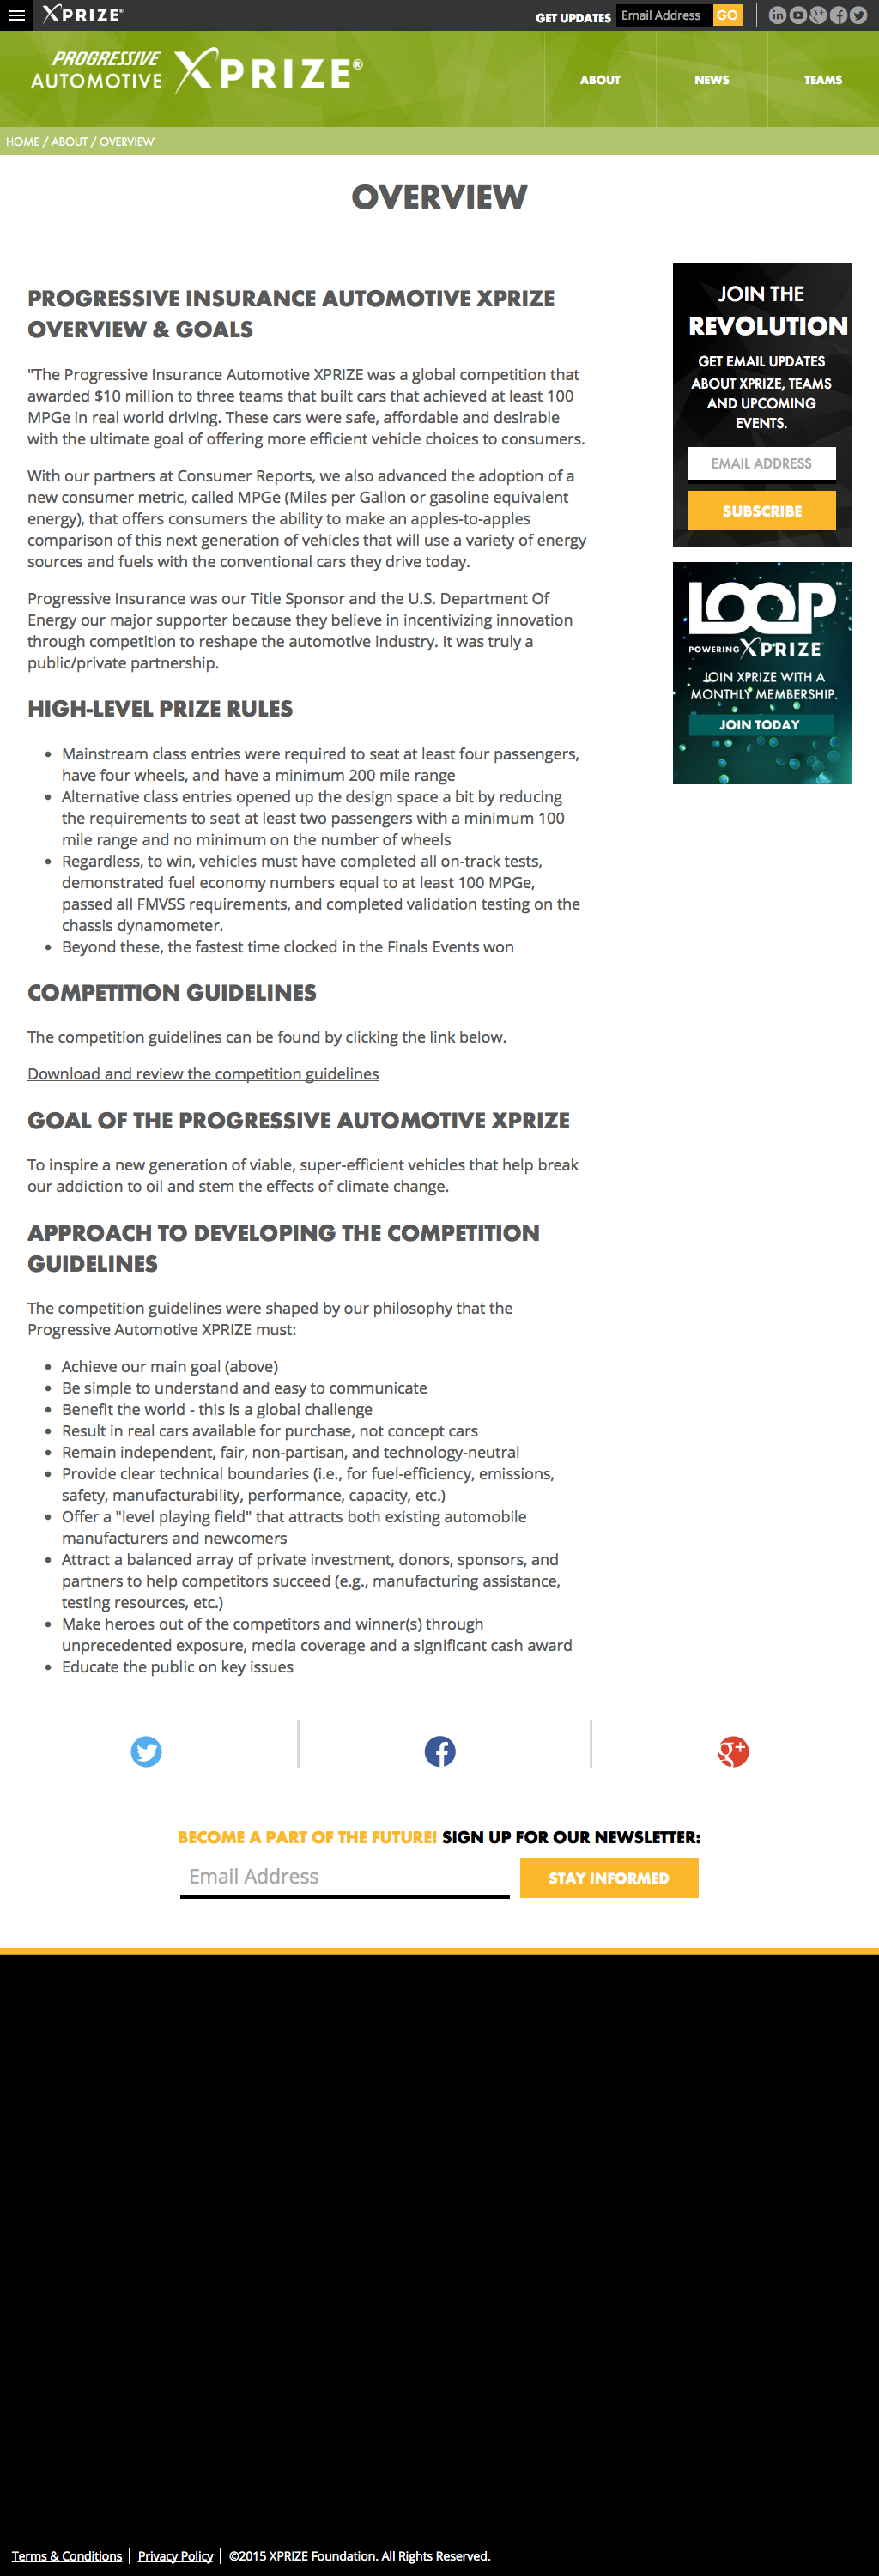 XPRIZE®
GET UPDATES
Email Address
GO
PROGRESSIVE
AUTOMOTIVE
XPRIZE®
ABOUT
NEWS
TEAMS
HOME / ABOUT / OVERVIEW
OVERVIEW
PROGRESSIVE INSURANCE AUTOMOTIVE XPRIZE
OVERVIEW & GOALS
"The Progressive Insurance Automotive XPRIZE was a global competition that
awarded $10 million to three teams that built cars that achieved at least 100
MPGe in real world driving. These cars were safe, affordable and desirable
with the ultimate goal of offering more efficient vehicle choices to consumers.
With our partners at Consumer Reports, we also advanced the adoption of a
new consumer metric, called MPGe (Miles per Gallon or gasoline equivalent
energy), that offers consumers the ability to make an apples-to-apples
comparison of this next generation of vehicles that will use a variety of energy
sources and fuels with the conventional cars they drive today.
Progressive Insurance was our Title Sponsor and the U.S. Department Of
Energy our major supporter because they believe in incentivizing innovation
through competition to reshape the automotive industry. It was truly a
public/private partnership.
HIGH-LEVEL PRIZE RULES
• Mainstream class entries were required to seat at least four passengers,
have four wheels, and have a minimum 200 mile range
• Alternative class entries opened up the design space a bit by reducing
the requirements to seat at least two passengers with a minimum 100
mile range and no minimum on the number of wheels
• Regardless, to win, vehicles must have completed all on-track tests,
demonstrated fuel economy numbers equal to at least 100 MPGe,
passed all FMVSS requirements, and completed validation testing on the
chassis dynamometer.
• Beyond these, the fastest time clocked in the Finals Events won
COMPETITION GUIDELINES
The competition guidelines can be found by clicking the link below.
Download and review the competition guidelines
GOAL OF THE PROGRESSIVE AUTOMOTIVE XPRIZE
To inspire a new generation of viable, super-efficient vehicles that help break
our addiction to oil and stem the effects of climate change.
APPROACH TO DEVELOPING THE COMPETITION
GUIDELINES
The competition guidelines were shaped by our philosophy that the
Progressive Automotive XPRIZE must:
• Achieve our main goal (above)
• Be simple to understand and easy to communicate
• Benefit the world - this is a global challenge
• Result in real cars available for purchase, not concept cars
• Remain independent, fair, non-partisan, and technology-neutral
• Provide clear technical boundaries (i.e., for fuel-efficiency, emissions,
safety, manufacturability, performance, capacity, etc.)
• Offer a "level playing field" that attracts both existing automobile
manufacturers and newcomers
• Attract a balanced array of private investment, donors, sponsors, and
partners to help competitors succeed (e.g., manufacturing assistance,
testing resources, etc.)
• Make heroes out of the competitors and winner(s) through
unprecedented exposure, media coverage and a significant cash award
• Educate the public on key issues
JOIN THE
REVOLUTION
GET EMAIL UPDATES
ABOUT XPRIZE, TEAMS
AND UPCOMING
EVENTS.
EMAIL ADDRESS
SUBSCRIBE
LOOP™
POWERING XPRIZE
JOIN XPRIZE WITH A
MONTHLY MEMBERSHIP.
JOIN TODAY
BECOME A PART OF THE FUTURE! SIGN UP FOR OUR NEWSLETTER:
Email Address
STAY INFORMED
Terms & Conditions | Privacy Policy | ©2015 XPRIZE Foundation. All Rights Reserved.